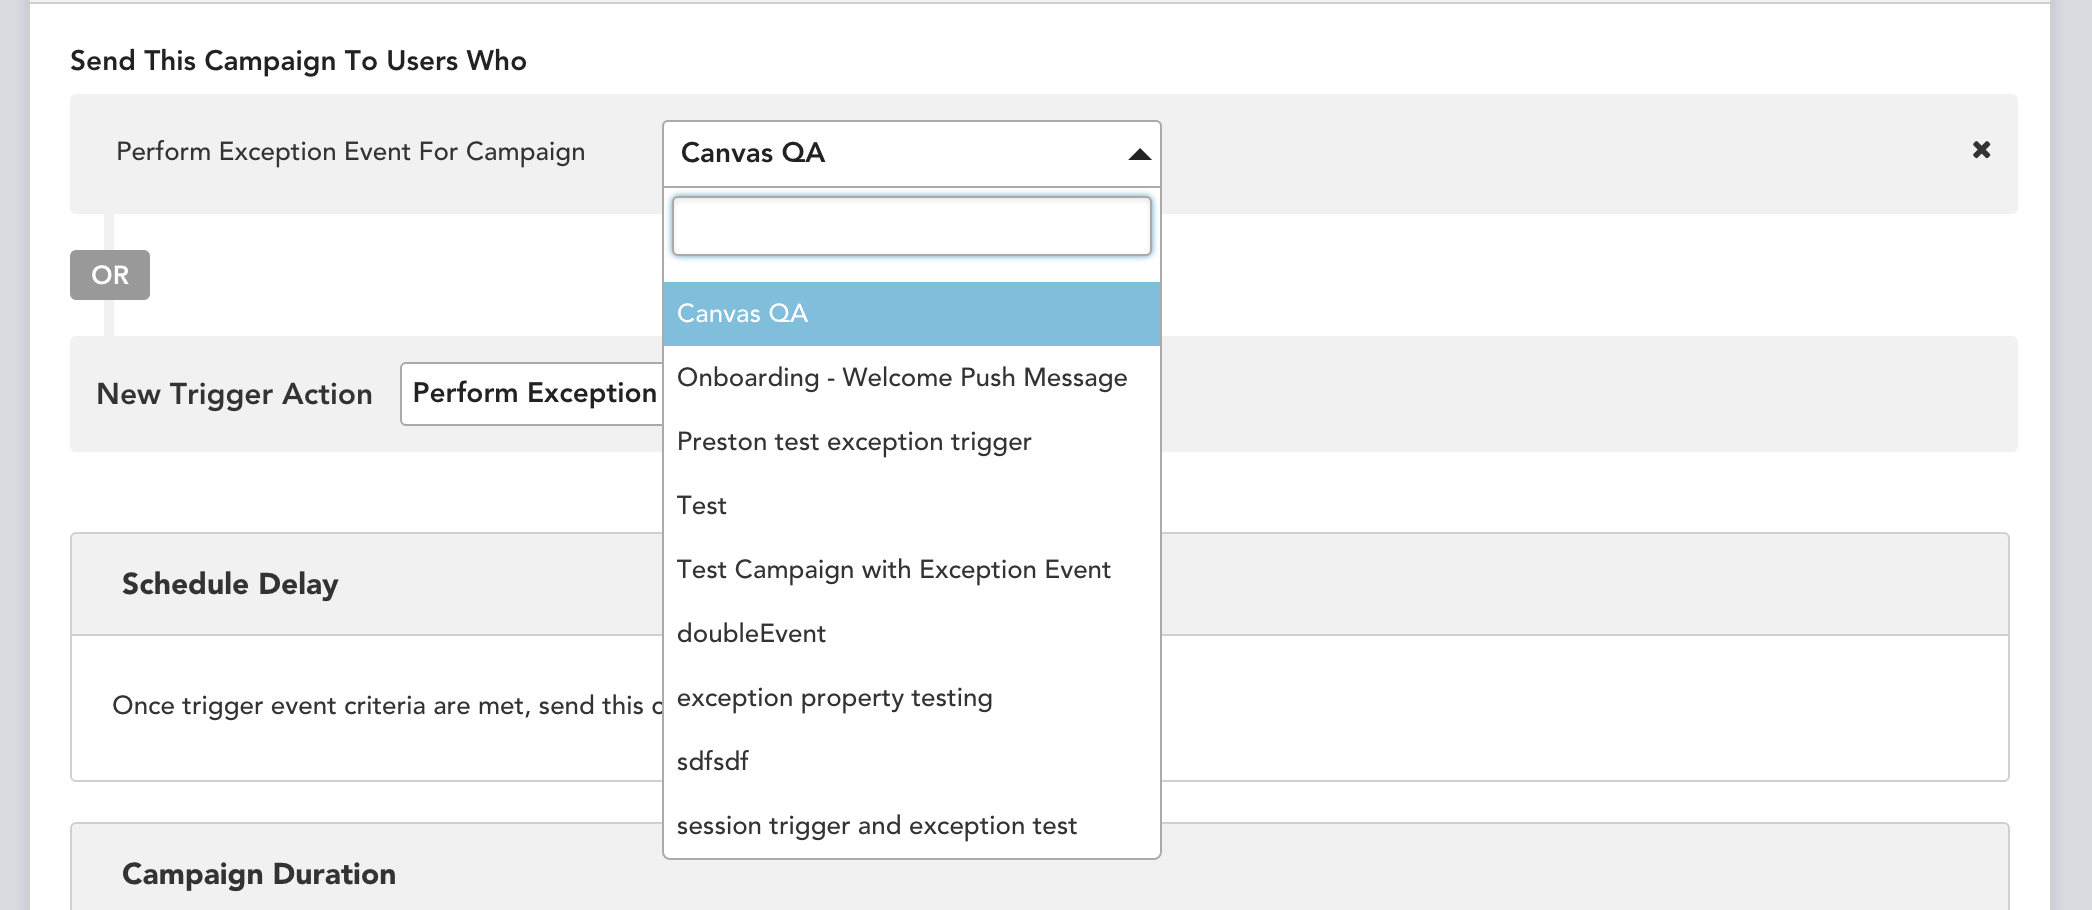 Send This Campaign To Users Who
Perform Exception Event For Campaign
Canvas QA
OR
Canvas QA
Onboarding - Welcome Push Message
New Trigger Action
Perform Exception
Preston test exception trigger
Test
Test Campaign with Exception Event
Schedule Delay
doubleEvent
exception property testing
Once trigger event criteria are met, send this
sdfsdf
session trigger and exception test
Campaign Duration